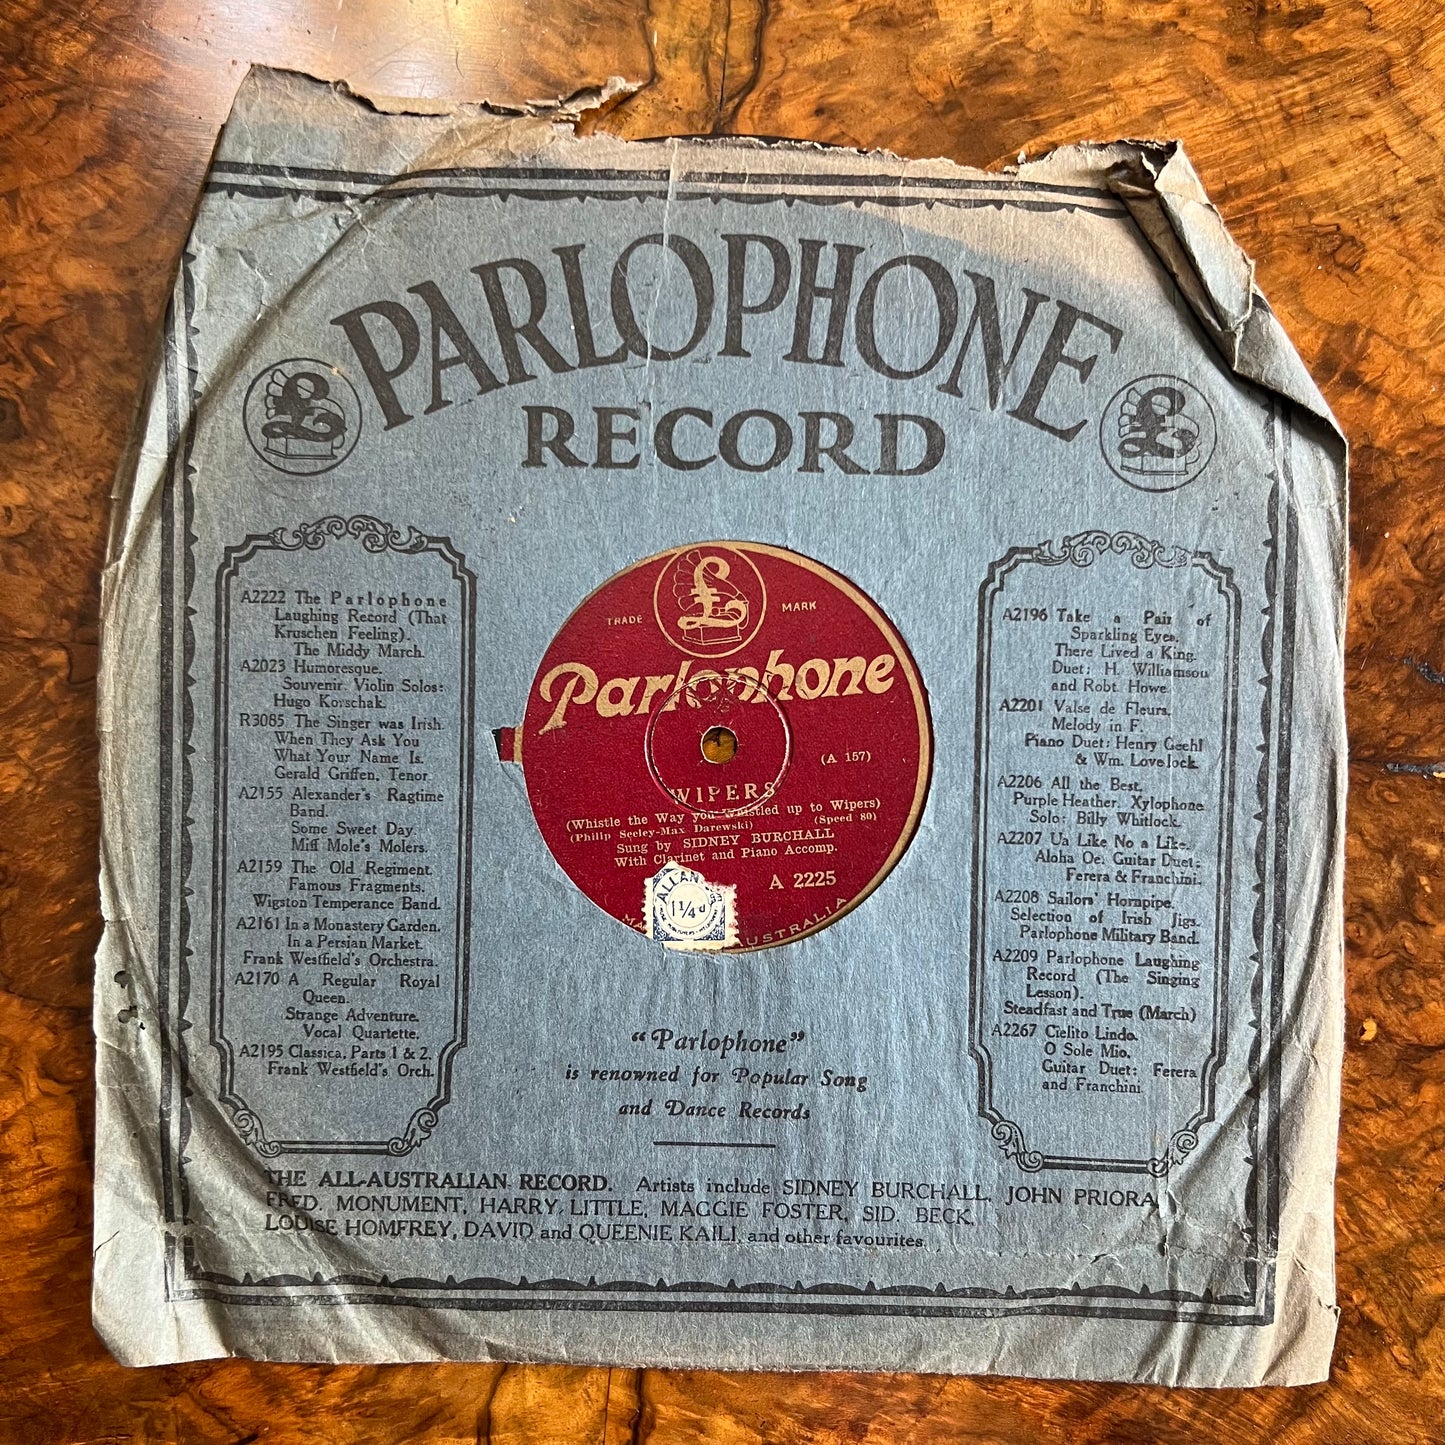 PARLOPHONE
RECORD
A2222 The Parlophone
Laughing Record (That
Kruschen Feeling).
The Middy March.
A2023 Humoresque.
Souvenir. Violin Solos:
Hugo Korschak.
R3085 The Singer was Irish.
When They Ask You
What Your Name Is.
Gerald Griffen, Tenor.
A2155 Alexander's Ragtime
Band.
Some Sweet Day.
Miff Mole's Molers.
A2159 The Old Regiment.
Famous Fragments.
Wigston Temperance Band.
A2161 In a Monastery Garden.
In a Persian Market.
Frank Westfield's Orchestra.
A2170 A Regular Royal
Queen.
Strange Adventure.
Vocal Quartette.
A2195 Classica, Parts 1 & 2.
Frank Westfield's Orch.
TRADE MARK
Parlophone
(A 157)
WIPERS
(Whistle the Way you Whistled up to Wipers)
(Philip Seeley-Max Darewski) (Speed 80)
Sung by SIDNEY BURCHALL
With Clarinet and Piano Accomp.
A 2225
ALLAN
1¼d
AUSTRALIA
A2196 Take a Pair of
Sparkling Eyes.
There Lived a King.
Duet: H. Williamson
and Robt. Howe.
A2201 Valse de Fleurs.
Melody in F.
Piano Duet: Henry Geehl
& Wm. Lovelock.
A2206 All the Best.
Purple Heather. Xylophone
Solo: Billy Whitlock.
A2207 Ua Like No a Like.
Aloha Oe. Guitar Duet:
Ferera & Franchini.
A2208 Sailors' Hornpipe.
Selection of Irish Jigs.
Parlophone Military Band.
A2209 Parlophone Laughing
Record (The Singing
Lesson).
Steadfast and True (March)
A2267 Cielito Lindo.
O Sole Mio.
Guitar Duet: Ferera
and Franchini
"Parlophone"
is renowned for Popular Song
and Dance Records
THE ALL-AUSTRALIAN RECORD. Artists include SIDNEY BURCHALL, JOHN PRIORA,
FRED. MONUMENT, HARRY LITTLE, MAGGIE FOSTER, SID. BECK,
LOUISE HOMFREY, DAVID and QUEENIE KAILI, and other favourites.